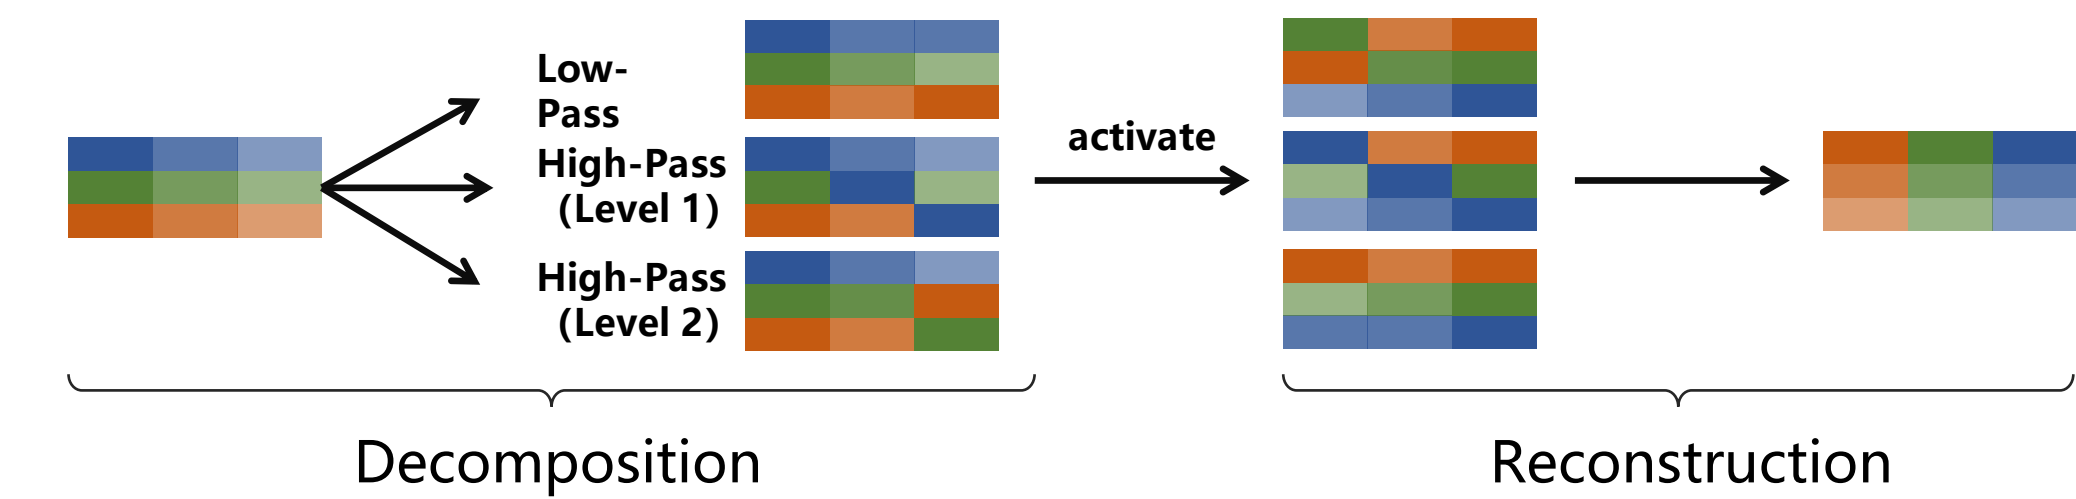 Low-
Pass
High-Pass
(Level 1)
High-Pass
(Level 2)
activate
Decomposition
Reconstruction